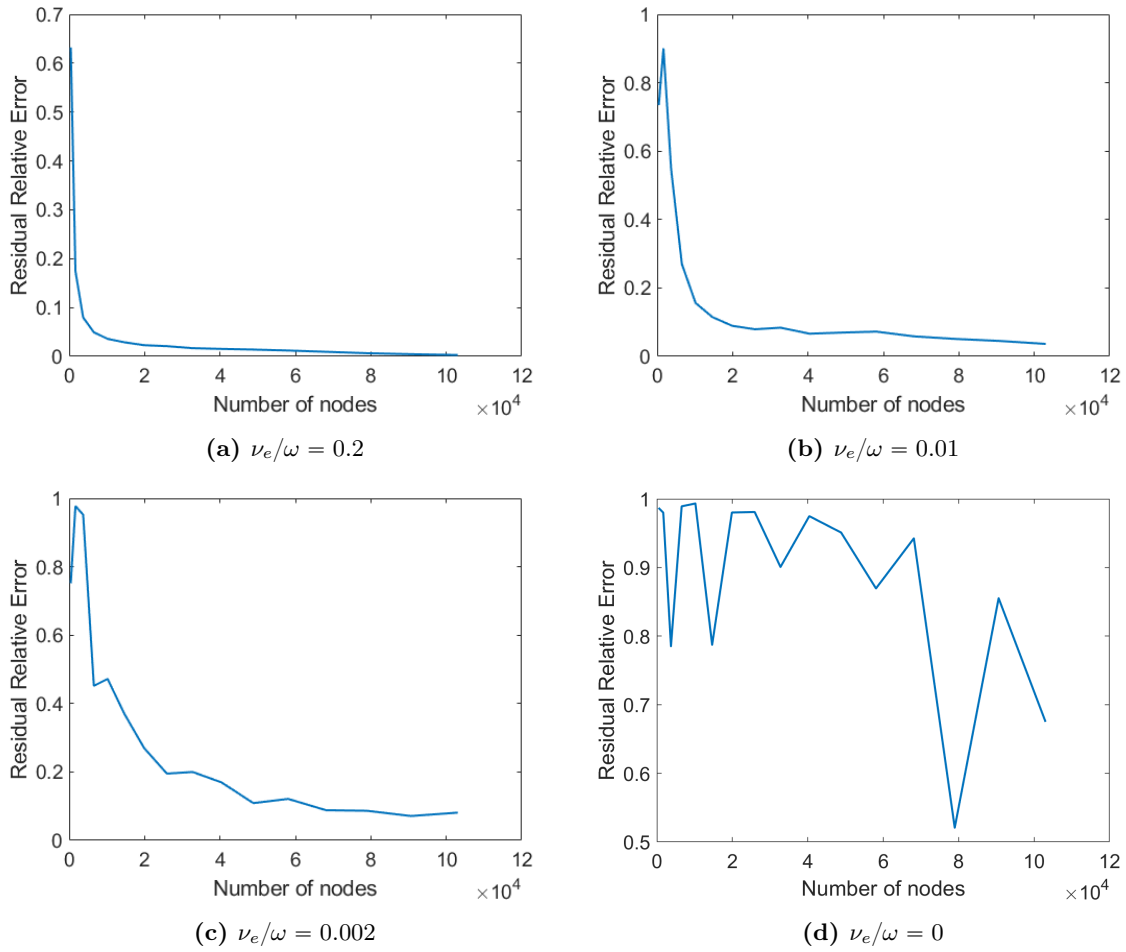 0.7
0.6
0.5
0.4
0.3
0.2
0.1
0
Residual Relative Error
0 2 4 6 8 10 12
Number of nodes
×10^4
(a) ν_e/ω = 0.2
1
0.8
0.6
0.4
0.2
0
Residual Relative Error
0 2 4 6 8 10 12
Number of nodes
×10^4
(b) ν_e/ω = 0.01
1
0.8
0.6
0.4
0.2
0
Residual Relative Error
0 2 4 6 8 10 12
Number of nodes
×10^4
(c) ν_e/ω = 0.002
1
0.9
0.8
0.7
0.6
0.5
Residual Relative Error
0 2 4 6 8 10 12
Number of nodes
×10^4
(d) ν_e/ω = 0